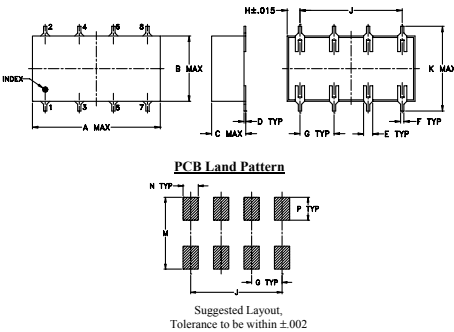 H±.015
J
2 4 6 8
B MAX
K MAX
INDEX
1 3 5 7
A MAX
C MAX
D TYP
G TYP
E TYP
F TYP
PCB Land Pattern
N TYP
P TYP
M
G TYP
J
Suggested Layout,
Tolerance to be within ±.002